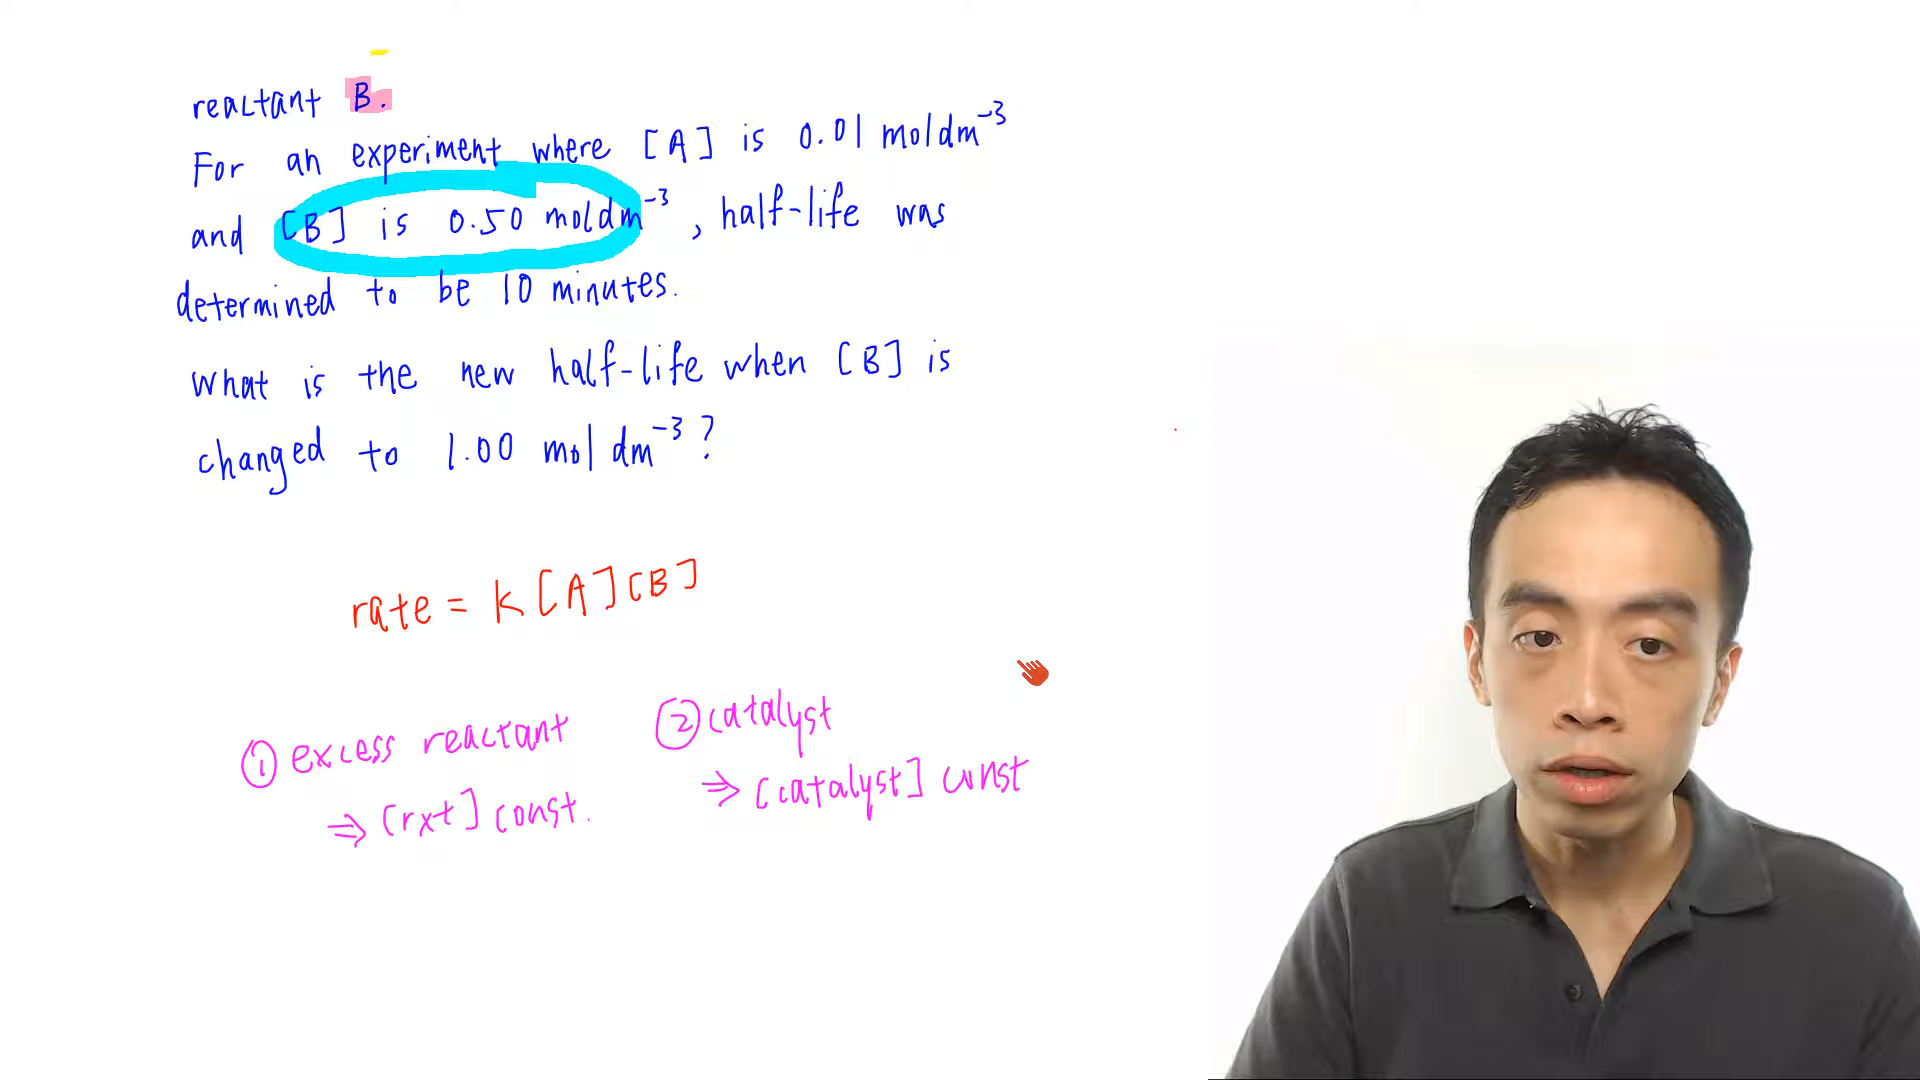 reactant B.
For an experiment where [A] is 0.01 moldm⁻³
and [B] is 0.50 moldm⁻³, half-life was
determined to be 10 minutes.
What is the new half-life when [B] is
changed to 1.00 mol dm⁻³?
rate = k[A][B]
① excess reactant
⇒ [rxt] const.
② catalyst
⇒ [catalyst] const